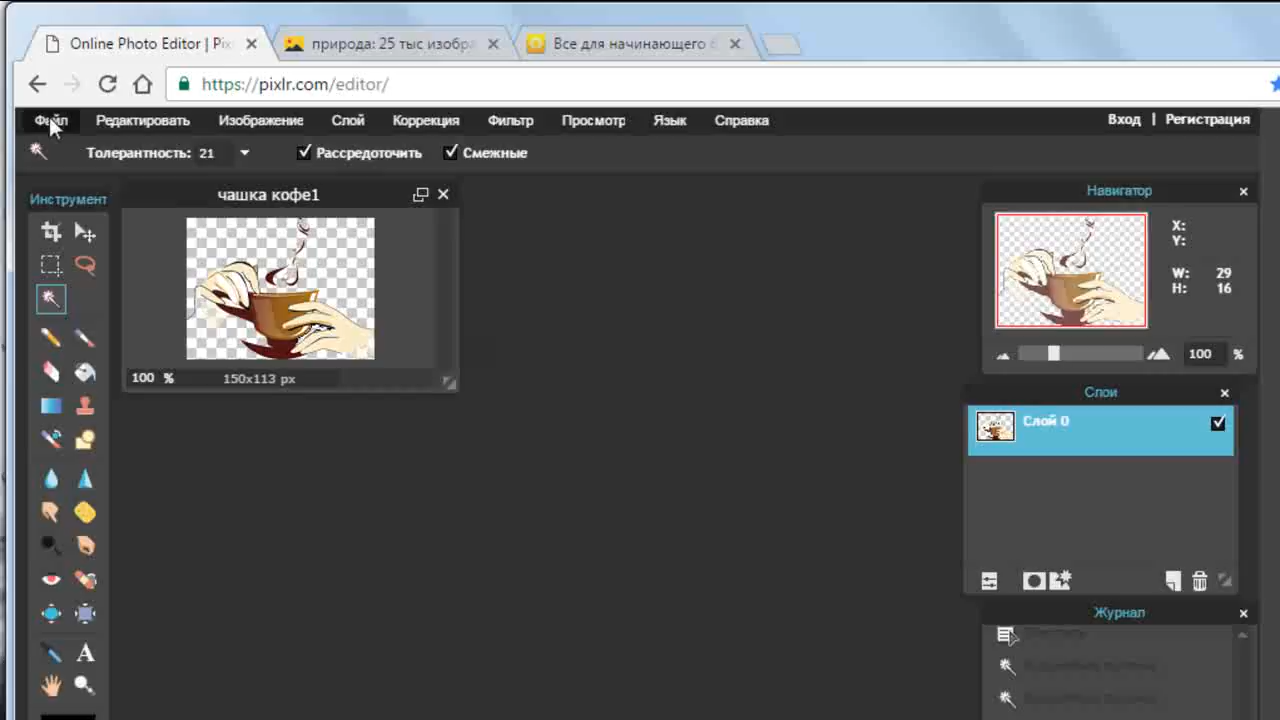 Online Photo Editor | Pix
природа: 25 тыс изобра
Все для начинающего б
https://pixlr.com/editor/
Файл Редактировать Изображение Слой Коррекция Фильтр Просмотр Язык Справка Вход | Регистрация
Толерантность: 21 Рассредоточить Смежные
Инструмент
чашка кофе1
100 % 150x113 px
Навигатор
X:
Y:
W: 29
H: 16
100 %
Слои
Слой 0
Журнал
A